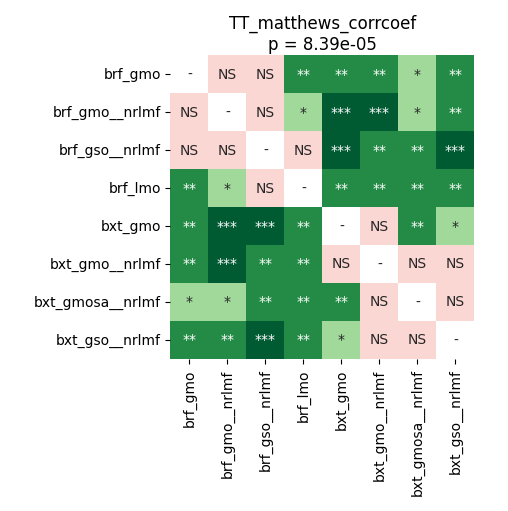 TT_matthews_corrcoef
p = 8.39e-05
brf_gmo - NS NS ** ** ** * **
brf_gmo__nrlmf NS - NS * *** *** * **
brf_gso__nrlmf NS NS - NS *** ** ** ***
brf_lmo ** * NS - ** ** ** **
bxt_gmo ** *** *** ** - NS ** *
bxt_gmo__nrlmf ** *** ** ** NS - NS NS
bxt_gmosa__nrlmf * * ** ** ** NS - NS
bxt_gso__nrlmf ** ** *** ** * NS NS -
brf_gmo
brf_gmo__nrlmf
brf_gso__nrlmf
brf_lmo
bxt_gmo
bxt_gmo__nrlmf
bxt_gmosa__nrlmf
bxt_gso__nrlmf